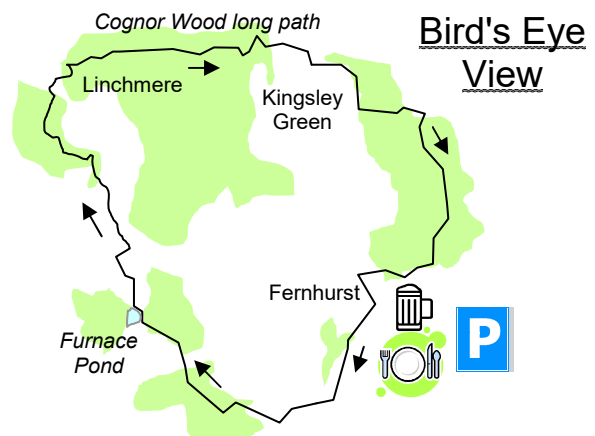 Bird's Eye
View
Cognor Wood long path
Linchmere
Kingsley
Green
Fernhurst
Furnace
Pond
P